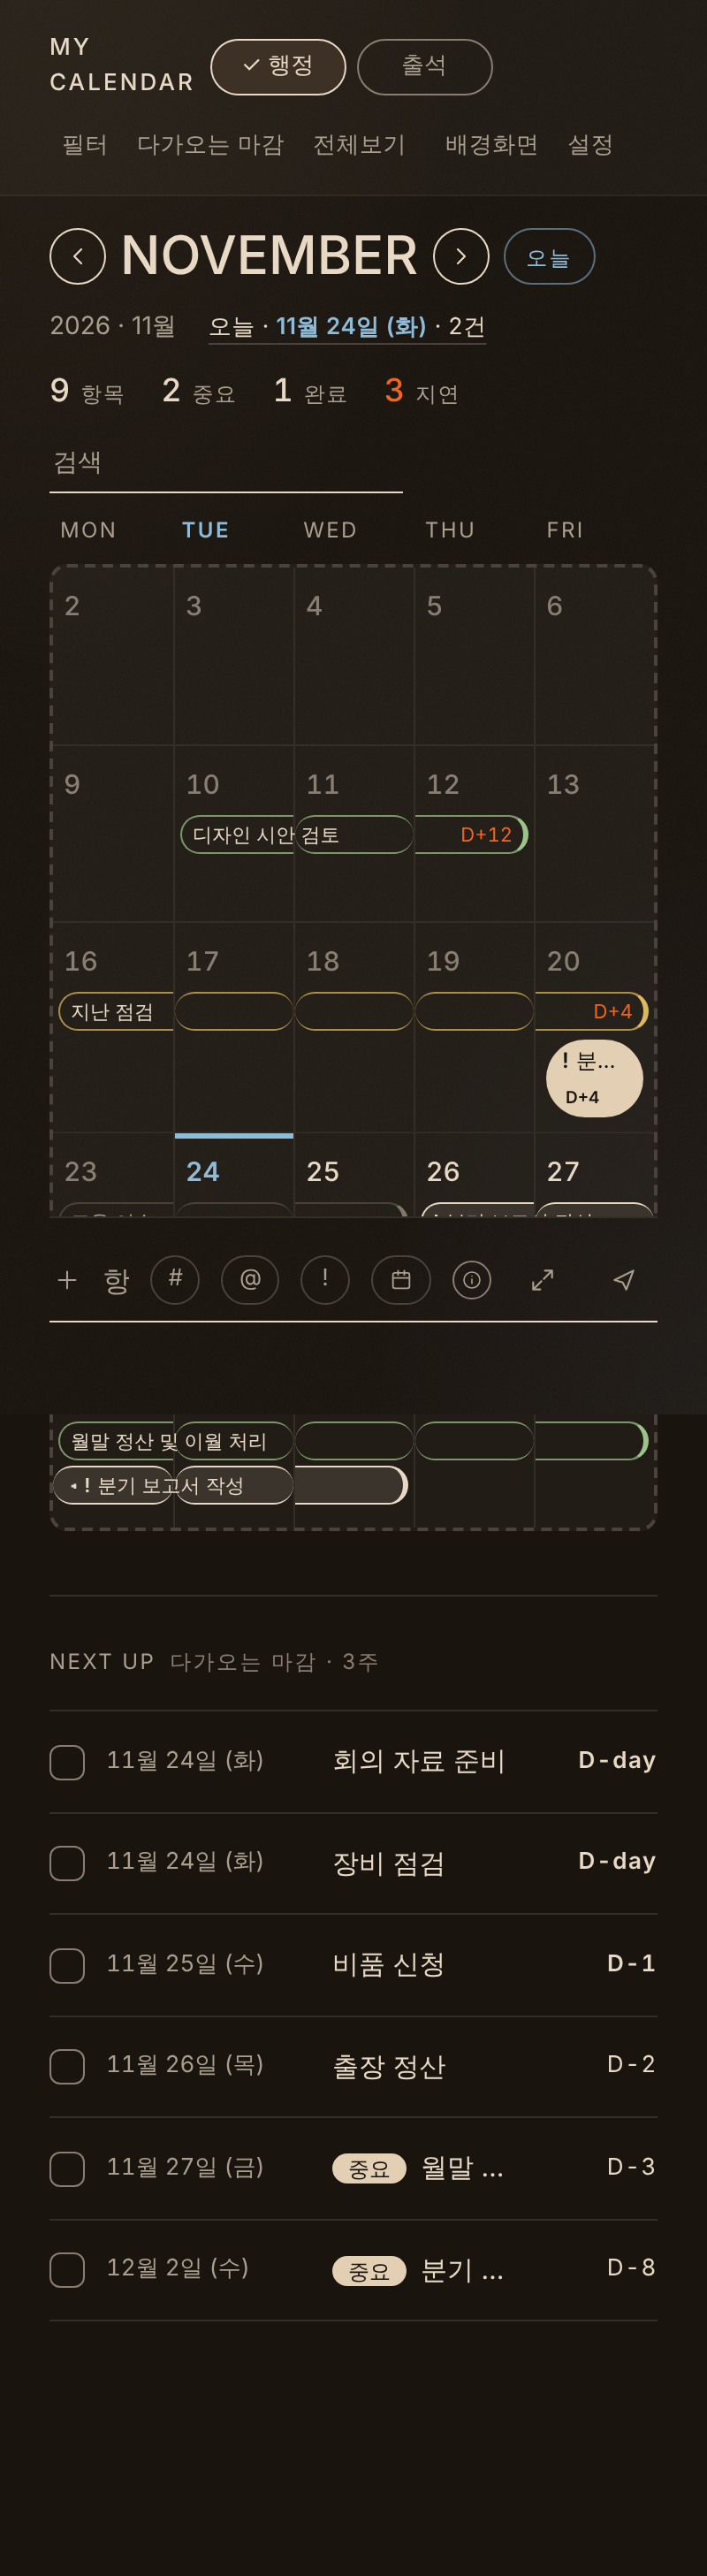 MY
CALENDAR
행정
출석
필터 다가오는 마감 전체보기 배경화면 설정
NOVEMBER
오늘
2026 · 11월 오늘 · 11월 24일 (화) · 2건
9 항목 2 중요 1 완료 3 지연
검색
MON TUE WED THU FRI
2 3 4 5 6
9 10 11 12 13
디자인 시안 검토 D+12
16 17 18 19 20
지난 점검 D+4
! 분...
D+4
23 24 25 26 27
+ 항 # @ !
월말 정산 및 이월 처리
! 분기 보고서 작성
NEXT UP 다가오는 마감 · 3주
11월 24일 (화) 회의 자료 준비 D-day
11월 24일 (화) 장비 점검 D-day
11월 25일 (수) 비품 신청 D-1
11월 26일 (목) 출장 정산 D-2
11월 27일 (금) 중요 월말 ... D-3
12월 2일 (수) 중요 분기 ... D-8